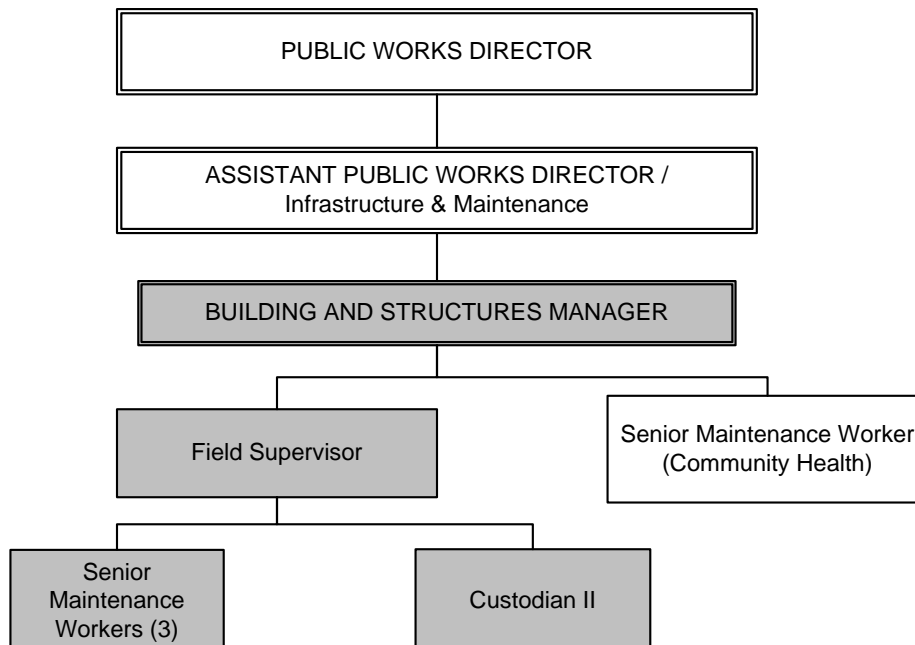 PUBLIC WORKS DIRECTOR
ASSISTANT PUBLIC WORKS DIRECTOR /
Infrastructure & Maintenance
BUILDING AND STRUCTURES MANAGER
Field Supervisor
Senior Maintenance Worker
(Community Health)
Senior
Maintenance
Workers (3)
Custodian II